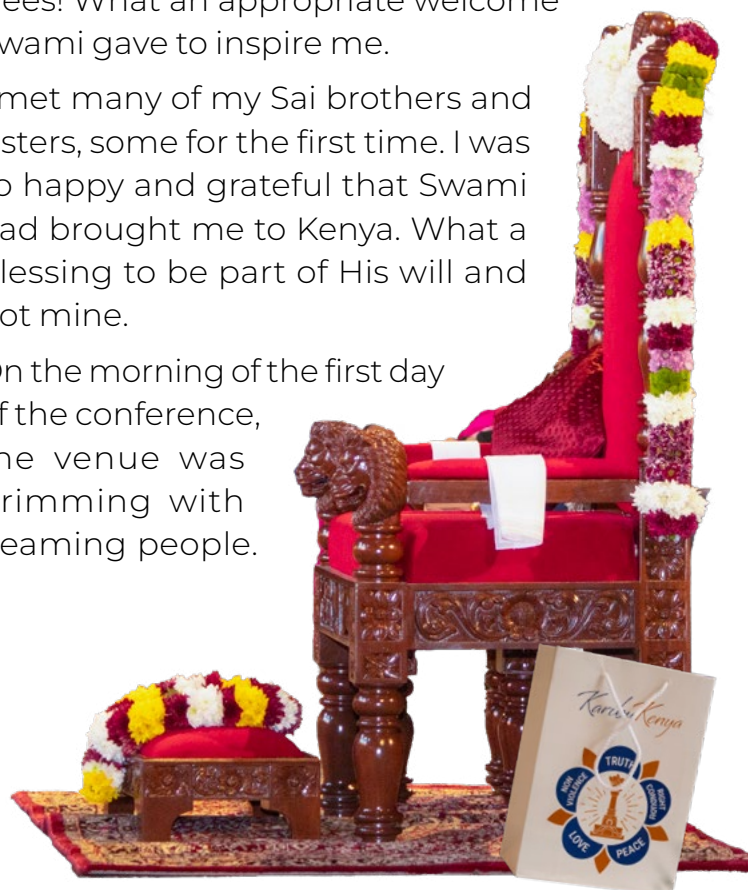 ees! What an appropriate welcome
wami gave to inspire me.
met many of my Sai brothers and
sters, some for the first time. I was
o happy and grateful that Swami
ad brought me to Kenya. What a
lessing to be part of His will and
ot mine.
n the morning of the first day
f the conference,
he venue was
rimming with
eaming people.
Karibu Kenya
TRUTH
RIGHT CONDUCT
PEACE
LOVE
NON VIOLENCE